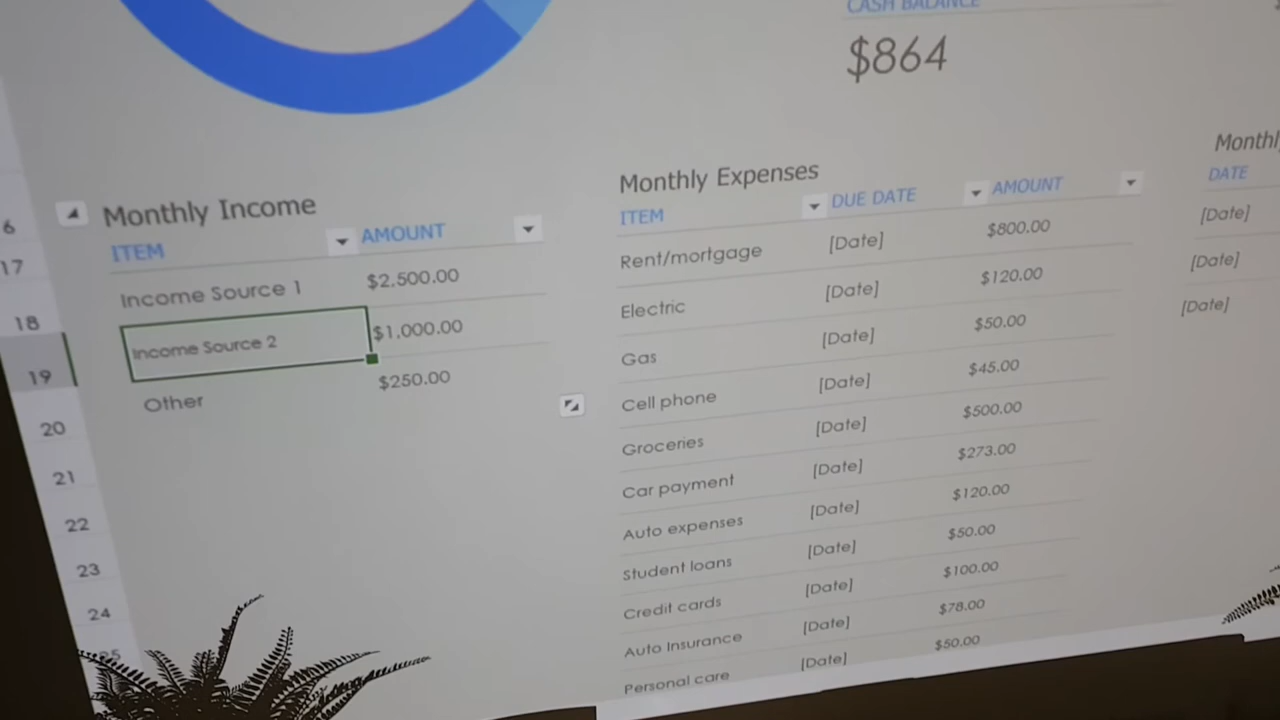 CASH BALANCE
$864
Monthly Income
ITEM AMOUNT
Income Source 1 $2,500.00
Income Source 2 $1,000.00
Other $250.00
Monthly Expenses
ITEM DUE DATE AMOUNT
Rent/mortgage [Date] $800.00
Electric [Date] $120.00
Gas [Date] $50.00
Cell phone [Date] $45.00
Groceries [Date] $500.00
Car payment [Date] $273.00
Auto expenses [Date] $120.00
Student loans [Date] $50.00
Credit cards [Date] $100.00
Auto Insurance [Date] $78.00
Personal care [Date] $50.00
Monthly
DATE
[Date]
[Date]
[Date]
6
17
18
19
20
21
22
23
24
25